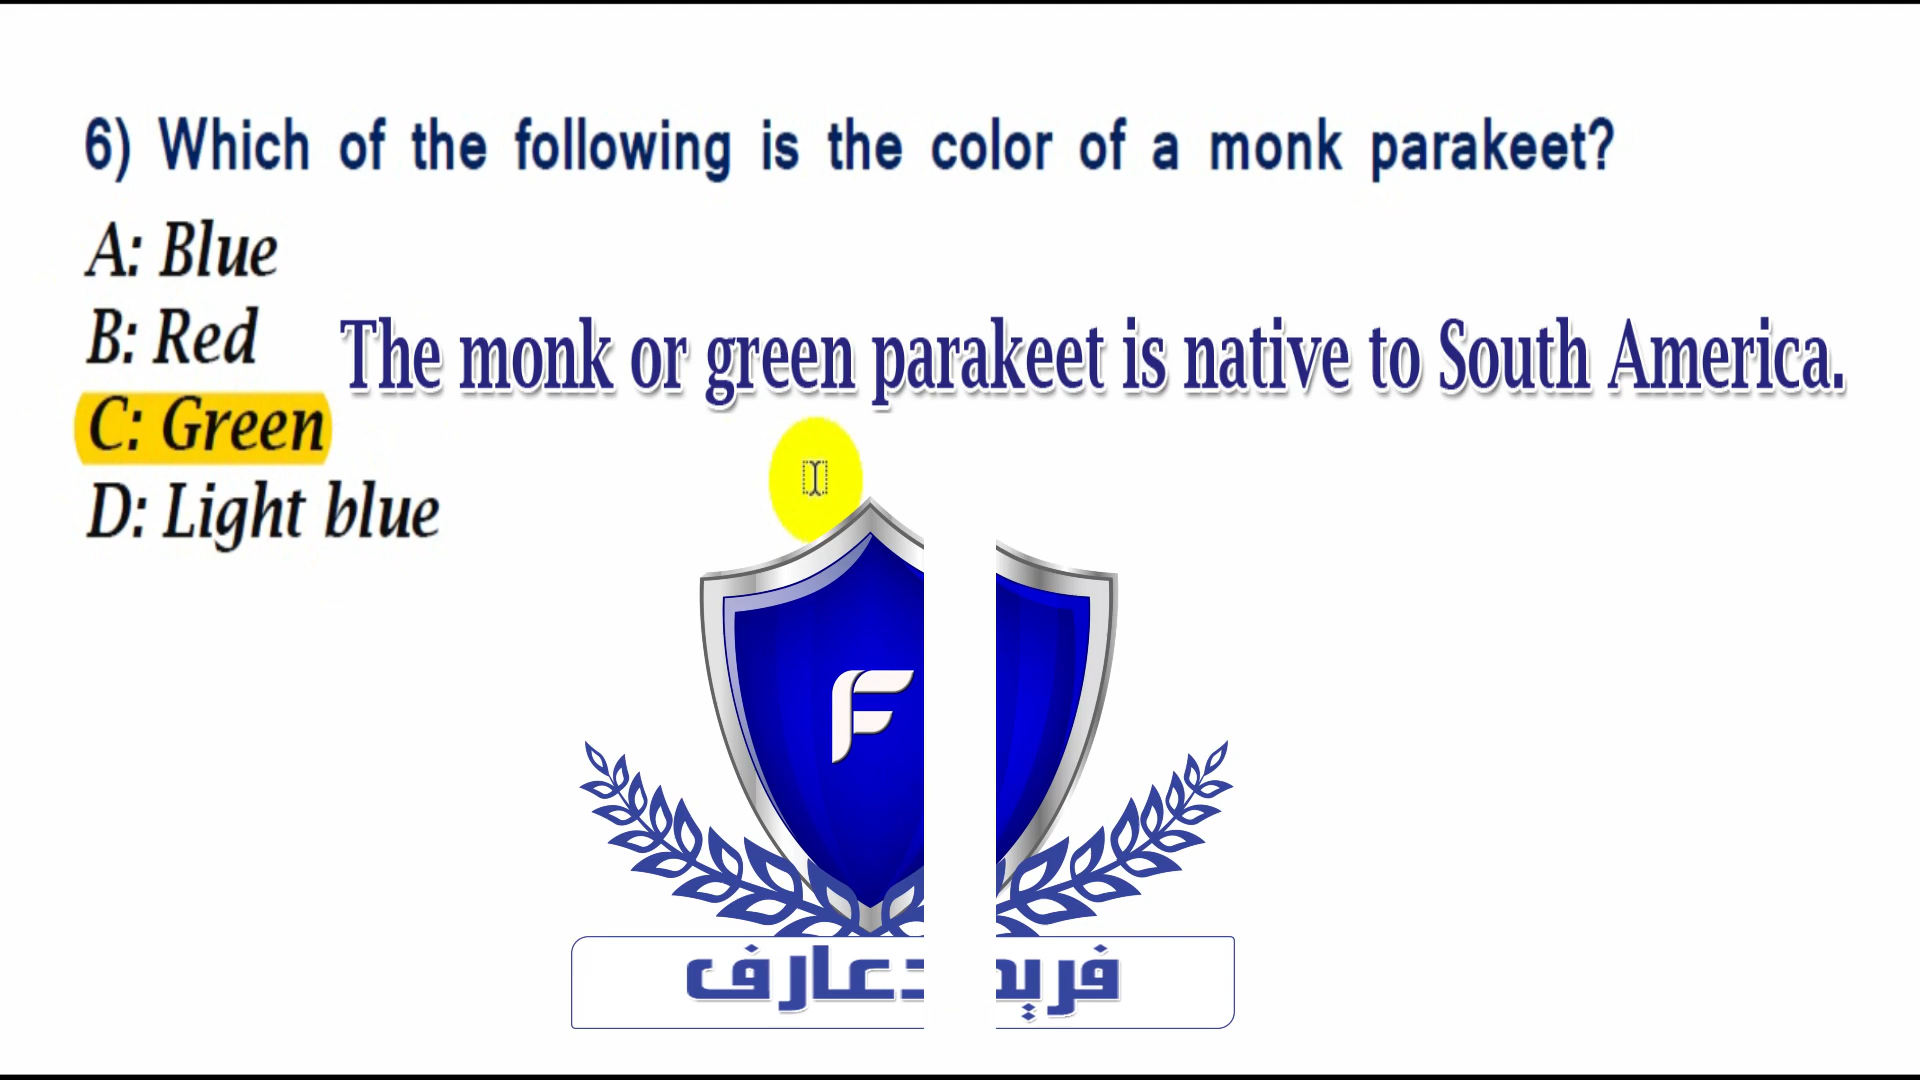 6) Which of the following is the color of a monk parakeet?
A: Blue
B: Red
The monk or green parakeet is native to South America.
C: Green
D: Light blue
F